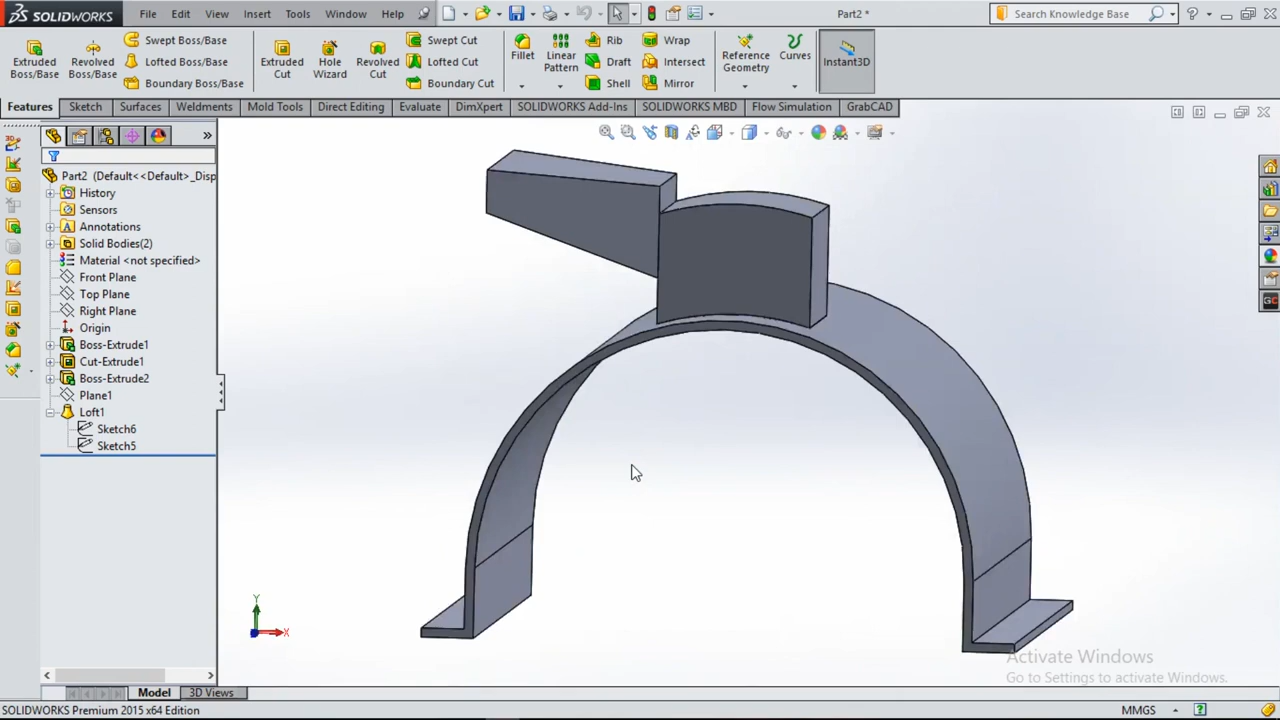 SOLIDWORKS File Edit View Insert Tools Window Help Part2 * Search Knowledge Base
Extruded Boss/Base
Revolved Boss/Base
Swept Boss/Base
Lofted Boss/Base
Boundary Boss/Base
Extruded Cut
Hole Wizard
Revolved Cut
Swept Cut
Lofted Cut
Boundary Cut
Fillet
Linear Pattern
Rib
Draft
Shell
Wrap
Intersect
Mirror
Reference Geometry
Curves
Instant3D
Features Sketch Surfaces Weldments Mold Tools Direct Editing Evaluate DimXpert SOLIDWORKS Add-Ins SOLIDWORKS MBD Flow Simulation GrabCAD
Part2 (Default<<Default>_Disp
History
Sensors
Annotations
Solid Bodies(2)
Material <not specified>
Front Plane
Top Plane
Right Plane
Origin
Boss-Extrude1
Cut-Extrude1
Boss-Extrude2
Plane1
Loft1
Sketch6
Sketch5
Y
X
Activate Windows
Go to Settings to activate Windows.
Model 3D Views
SOLIDWORKS Premium 2015 x64 Edition MMGS